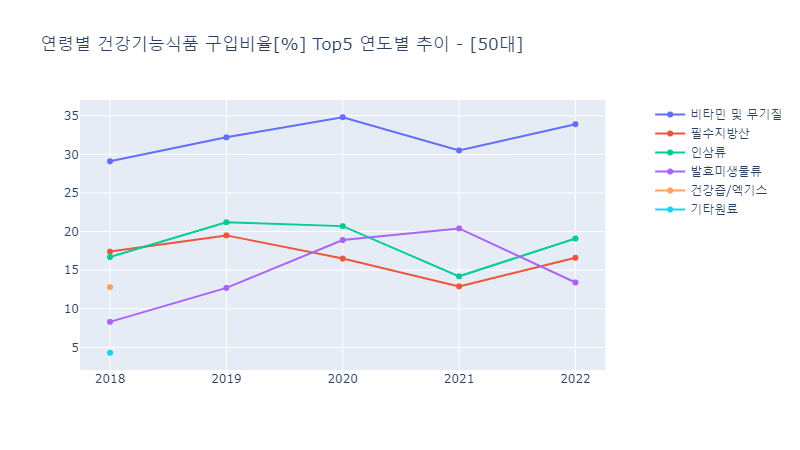 연령별 건강기능식품 구입비율[%] Top5 연도별 추이 - [50대]
35
30
25
20
15
10
5
2018 2019 2020 2021 2022
비타민 및 무기질
필수지방산
인삼류
발효미생물류
건강즙/엑기스
기타원료